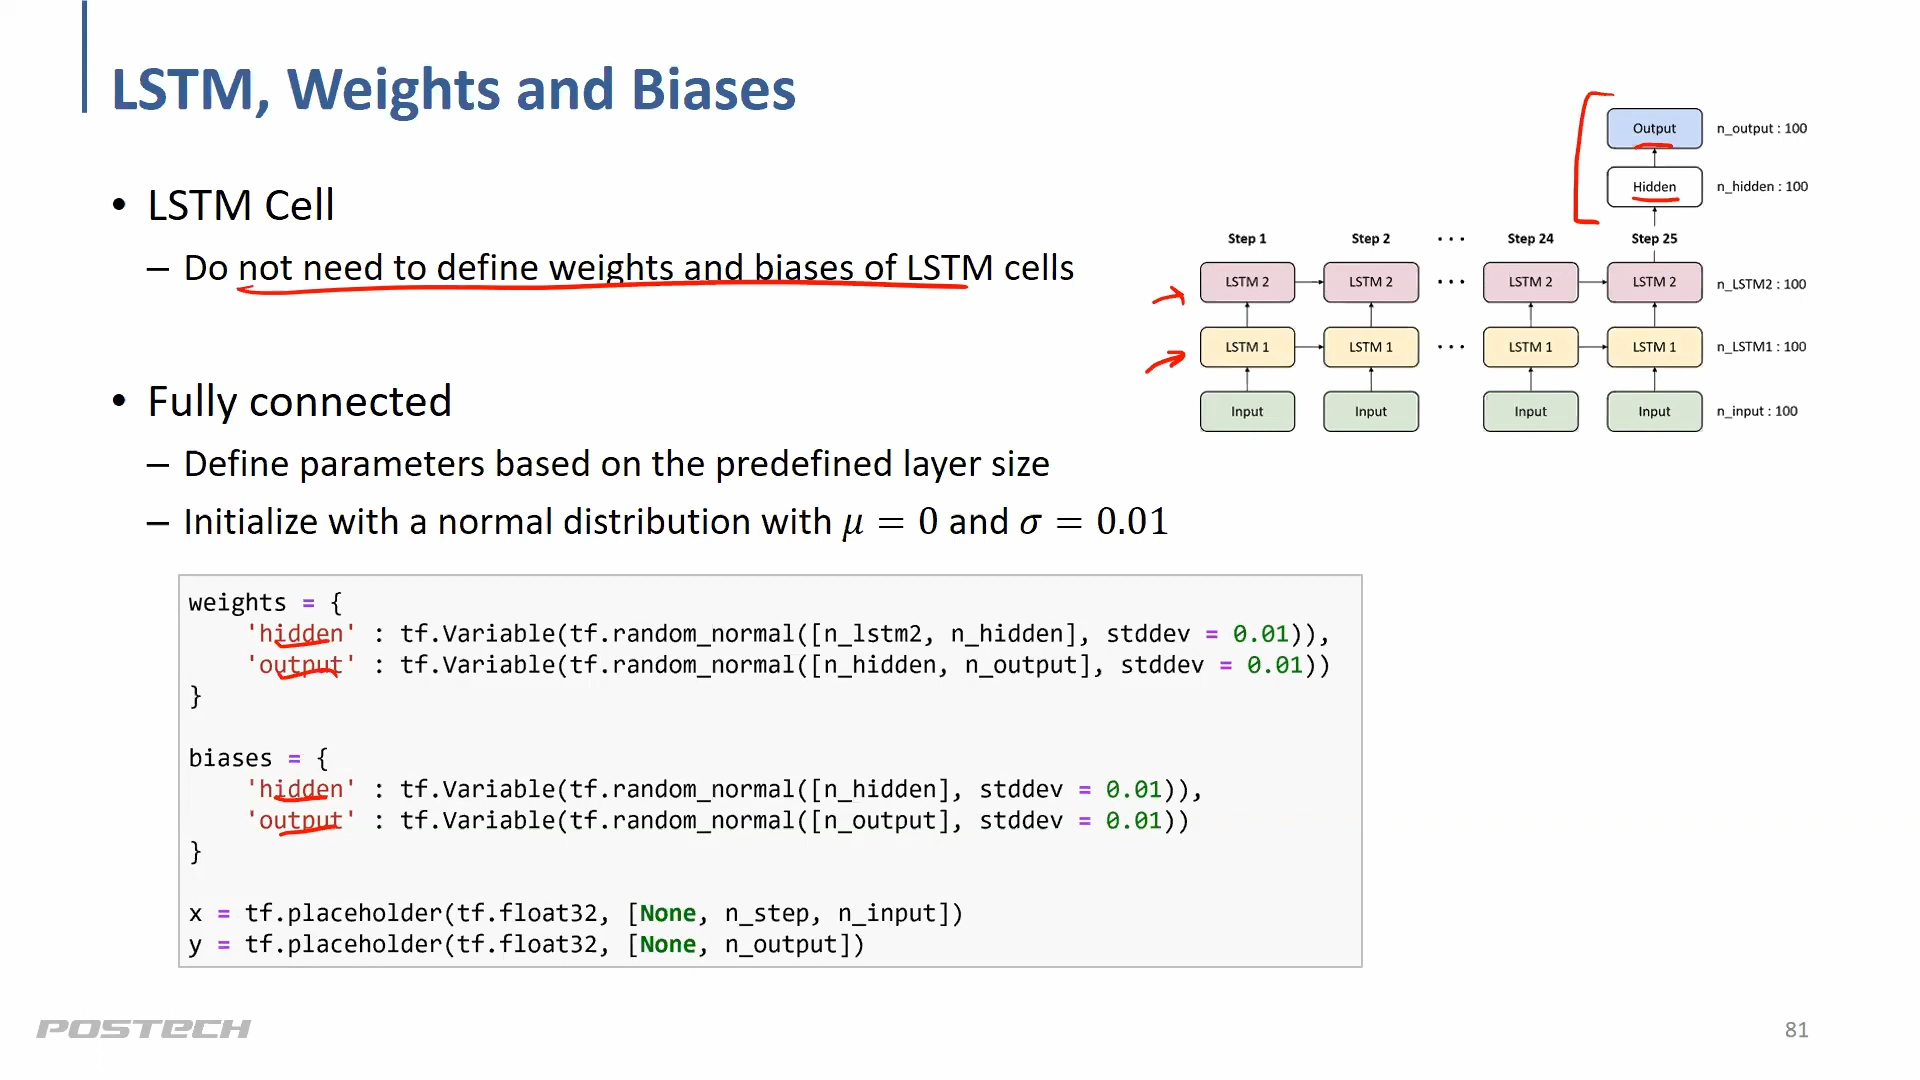 LSTM, Weights and Biases
• LSTM Cell
– Do not need to define weights and biases of LSTM cells
• Fully connected
– Define parameters based on the predefined layer size
– Initialize with a normal distribution with μ = 0 and σ = 0.01
Output n_output : 100
Hidden n_hidden : 100
Step 1 Step 2 ··· Step 24 Step 25
LSTM 2 LSTM 2 ··· LSTM 2 LSTM 2 n_LSTM2 : 100
LSTM 1 LSTM 1 ··· LSTM 1 LSTM 1 n_LSTM1 : 100
Input Input Input Input n_input : 100
weights = {
'hidden' : tf.Variable(tf.random_normal([n_lstm2, n_hidden], stddev = 0.01)),
'output' : tf.Variable(tf.random_normal([n_hidden, n_output], stddev = 0.01))
}
biases = {
'hidden' : tf.Variable(tf.random_normal([n_hidden], stddev = 0.01)),
'output' : tf.Variable(tf.random_normal([n_output], stddev = 0.01))
}
x = tf.placeholder(tf.float32, [None, n_step, n_input])
y = tf.placeholder(tf.float32, [None, n_output])
POSTECH
81